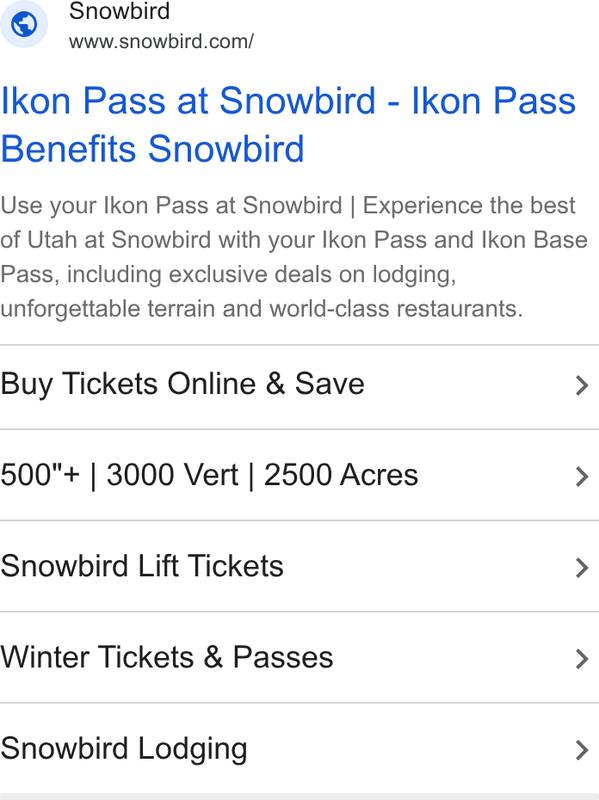 Snowbird
www.snowbird.com/
Ikon Pass at Snowbird - Ikon Pass
Benefits Snowbird
Use your Ikon Pass at Snowbird | Experience the best
of Utah at Snowbird with your Ikon Pass and Ikon Base
Pass, including exclusive deals on lodging,
unforgettable terrain and world-class restaurants.
Buy Tickets Online & Save
500"+ | 3000 Vert | 2500 Acres
Snowbird Lift Tickets
Winter Tickets & Passes
Snowbird Lodging